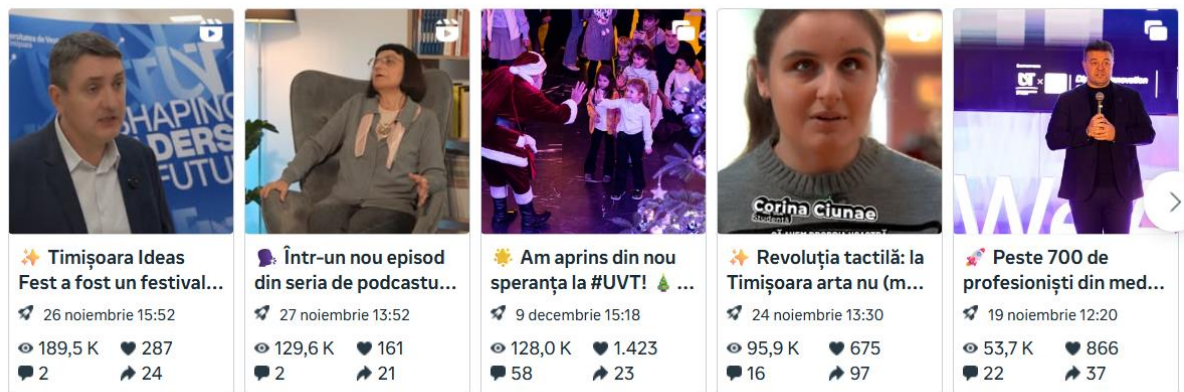 UVT
SHAPING
FUTU
Corina Ciunae
Studentă
UVT x
✨ Timișoara Ideas
Fest a fost un festival...
26 noiembrie 15:52
189,5 K 287
2 24
🗣️ Într-un nou episod
din seria de podcastu...
27 noiembrie 13:52
129,6 K 161
2 21
🌟 Am aprins din nou
speranța la #UVT! 🎄 ...
9 decembrie 15:18
128,0 K 1.423
58 23
✨ Revoluția tactilă: la
Timișoara arta nu (m...
24 noiembrie 13:30
95,9 K 675
16 97
🚀 Peste 700 de
profesioniști din med...
19 noiembrie 12:20
53,7 K 866
22 37